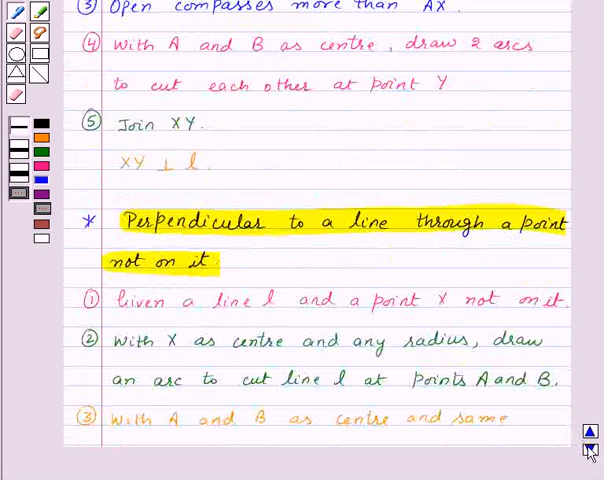 ③ Open compasses more than AX.
④ With A and B as centre, draw 2 arcs
to cut each other at point Y
⑤ Join XY.
XY ⊥ l.
* Perpendicular to a line through a point
not on it.
① Given a line l and a point X not on it.
② With X as centre and any radius, draw
an arc to cut line l at points A and B.
③ With A and B as centre and same